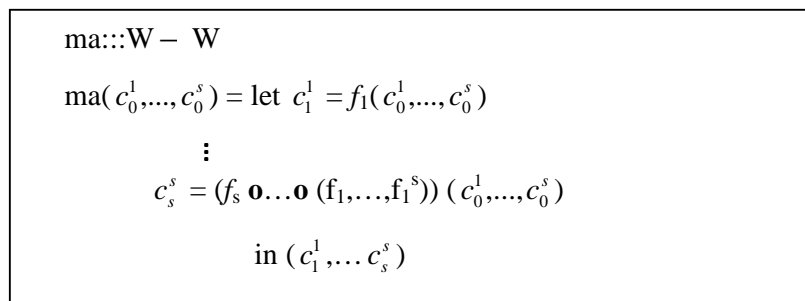 ma:::W – W
ma(c₀¹,...,c₀ˢ) = let c₁¹ = f₁(c₀¹,...,c₀ˢ)
⋮
cₛˢ = (fₛ o…o (f₁,…,f₁ˢ)) (c₀¹,...,c₀ˢ)
in (c₁¹,… cₛˢ)